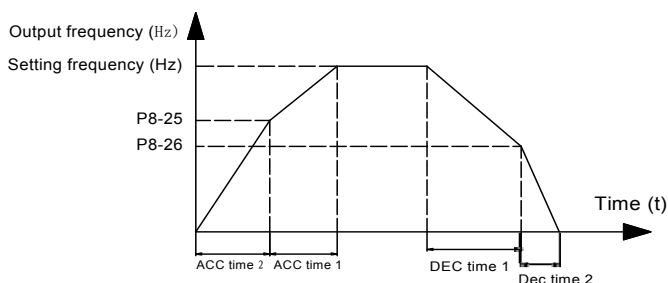 Output frequency (Hz)
Setting frequency (Hz)
P8-25
P8-26
Time (t)
ACC time 2
ACC time 1
DEC time 1
Dec time 2